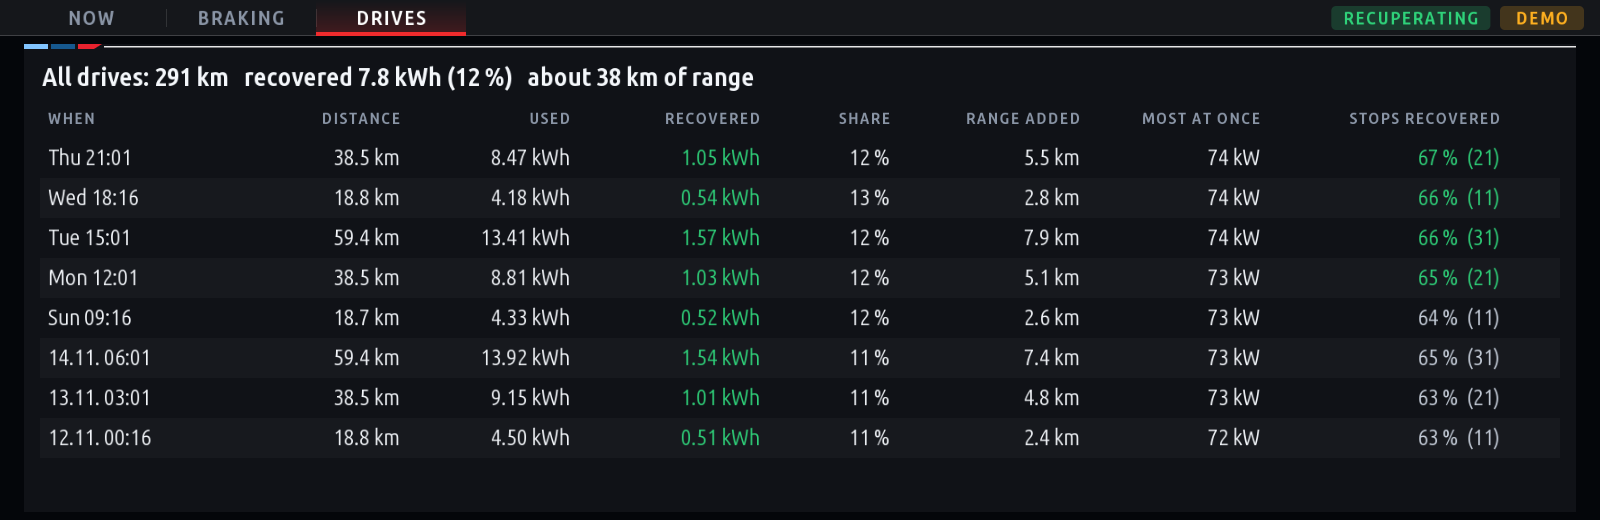 NOW BRAKING DRIVES RECUPERATING DEMO
All drives: 291 km recovered 7.8 kWh (12 %) about 38 km of range
WHEN DISTANCE USED RECOVERED SHARE RANGE ADDED MOST AT ONCE STOPS RECOVERED
Thu 21:01 38.5 km 8.47 kWh 1.05 kWh 12 % 5.5 km 74 kW 67 % (21)
Wed 18:16 18.8 km 4.18 kWh 0.54 kWh 13 % 2.8 km 74 kW 66 % (11)
Tue 15:01 59.4 km 13.41 kWh 1.57 kWh 12 % 7.9 km 74 kW 66 % (31)
Mon 12:01 38.5 km 8.81 kWh 1.03 kWh 12 % 5.1 km 73 kW 65 % (21)
Sun 09:16 18.7 km 4.33 kWh 0.52 kWh 12 % 2.6 km 73 kW 64 % (11)
14.11. 06:01 59.4 km 13.92 kWh 1.54 kWh 11 % 7.4 km 73 kW 65 % (31)
13.11. 03:01 38.5 km 9.15 kWh 1.01 kWh 11 % 4.8 km 73 kW 63 % (21)
12.11. 00:16 18.8 km 4.50 kWh 0.51 kWh 11 % 2.4 km 72 kW 63 % (11)